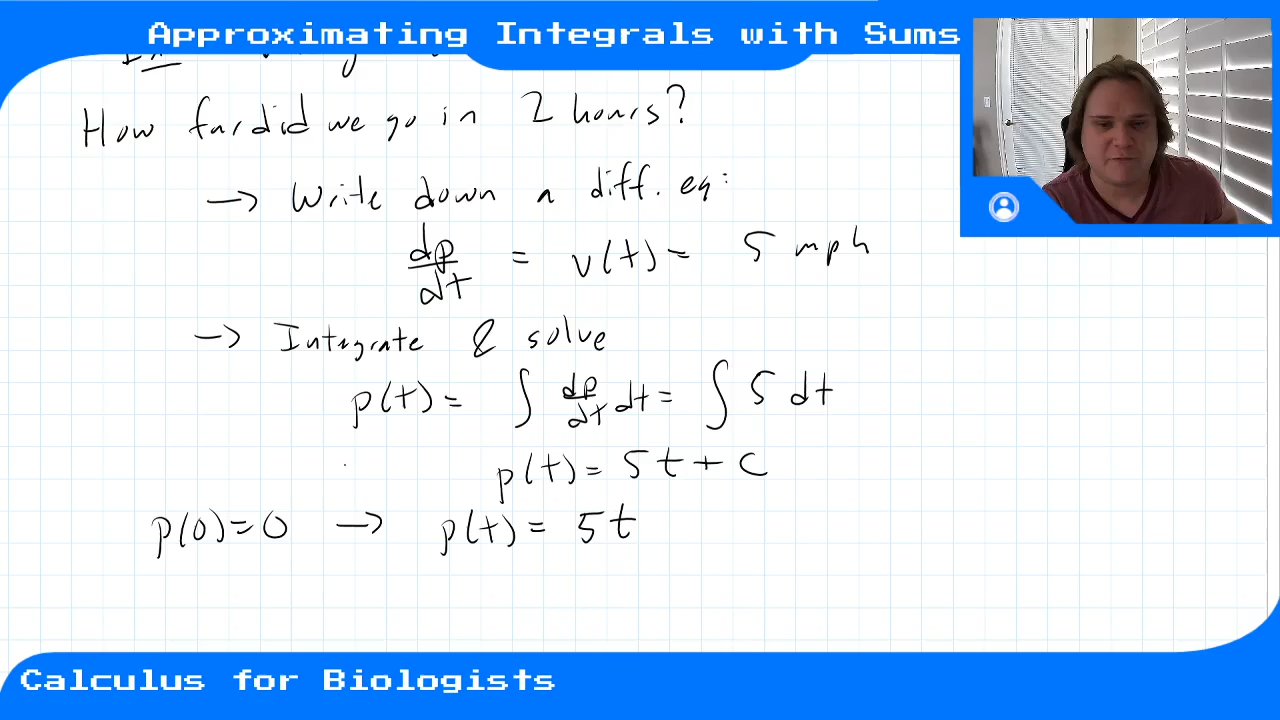 Approximating Integrals with Sums
How far did we go in 2 hours?
→ Write down a diff. eq:
dp/dt = v(t) = 5 mph
→ Integrate & solve
p(t) = ∫ dp/dt dt = ∫ 5 dt
p(t) = 5t + C
p(0) = 0 → p(t) = 5t
Calculus for Biologists